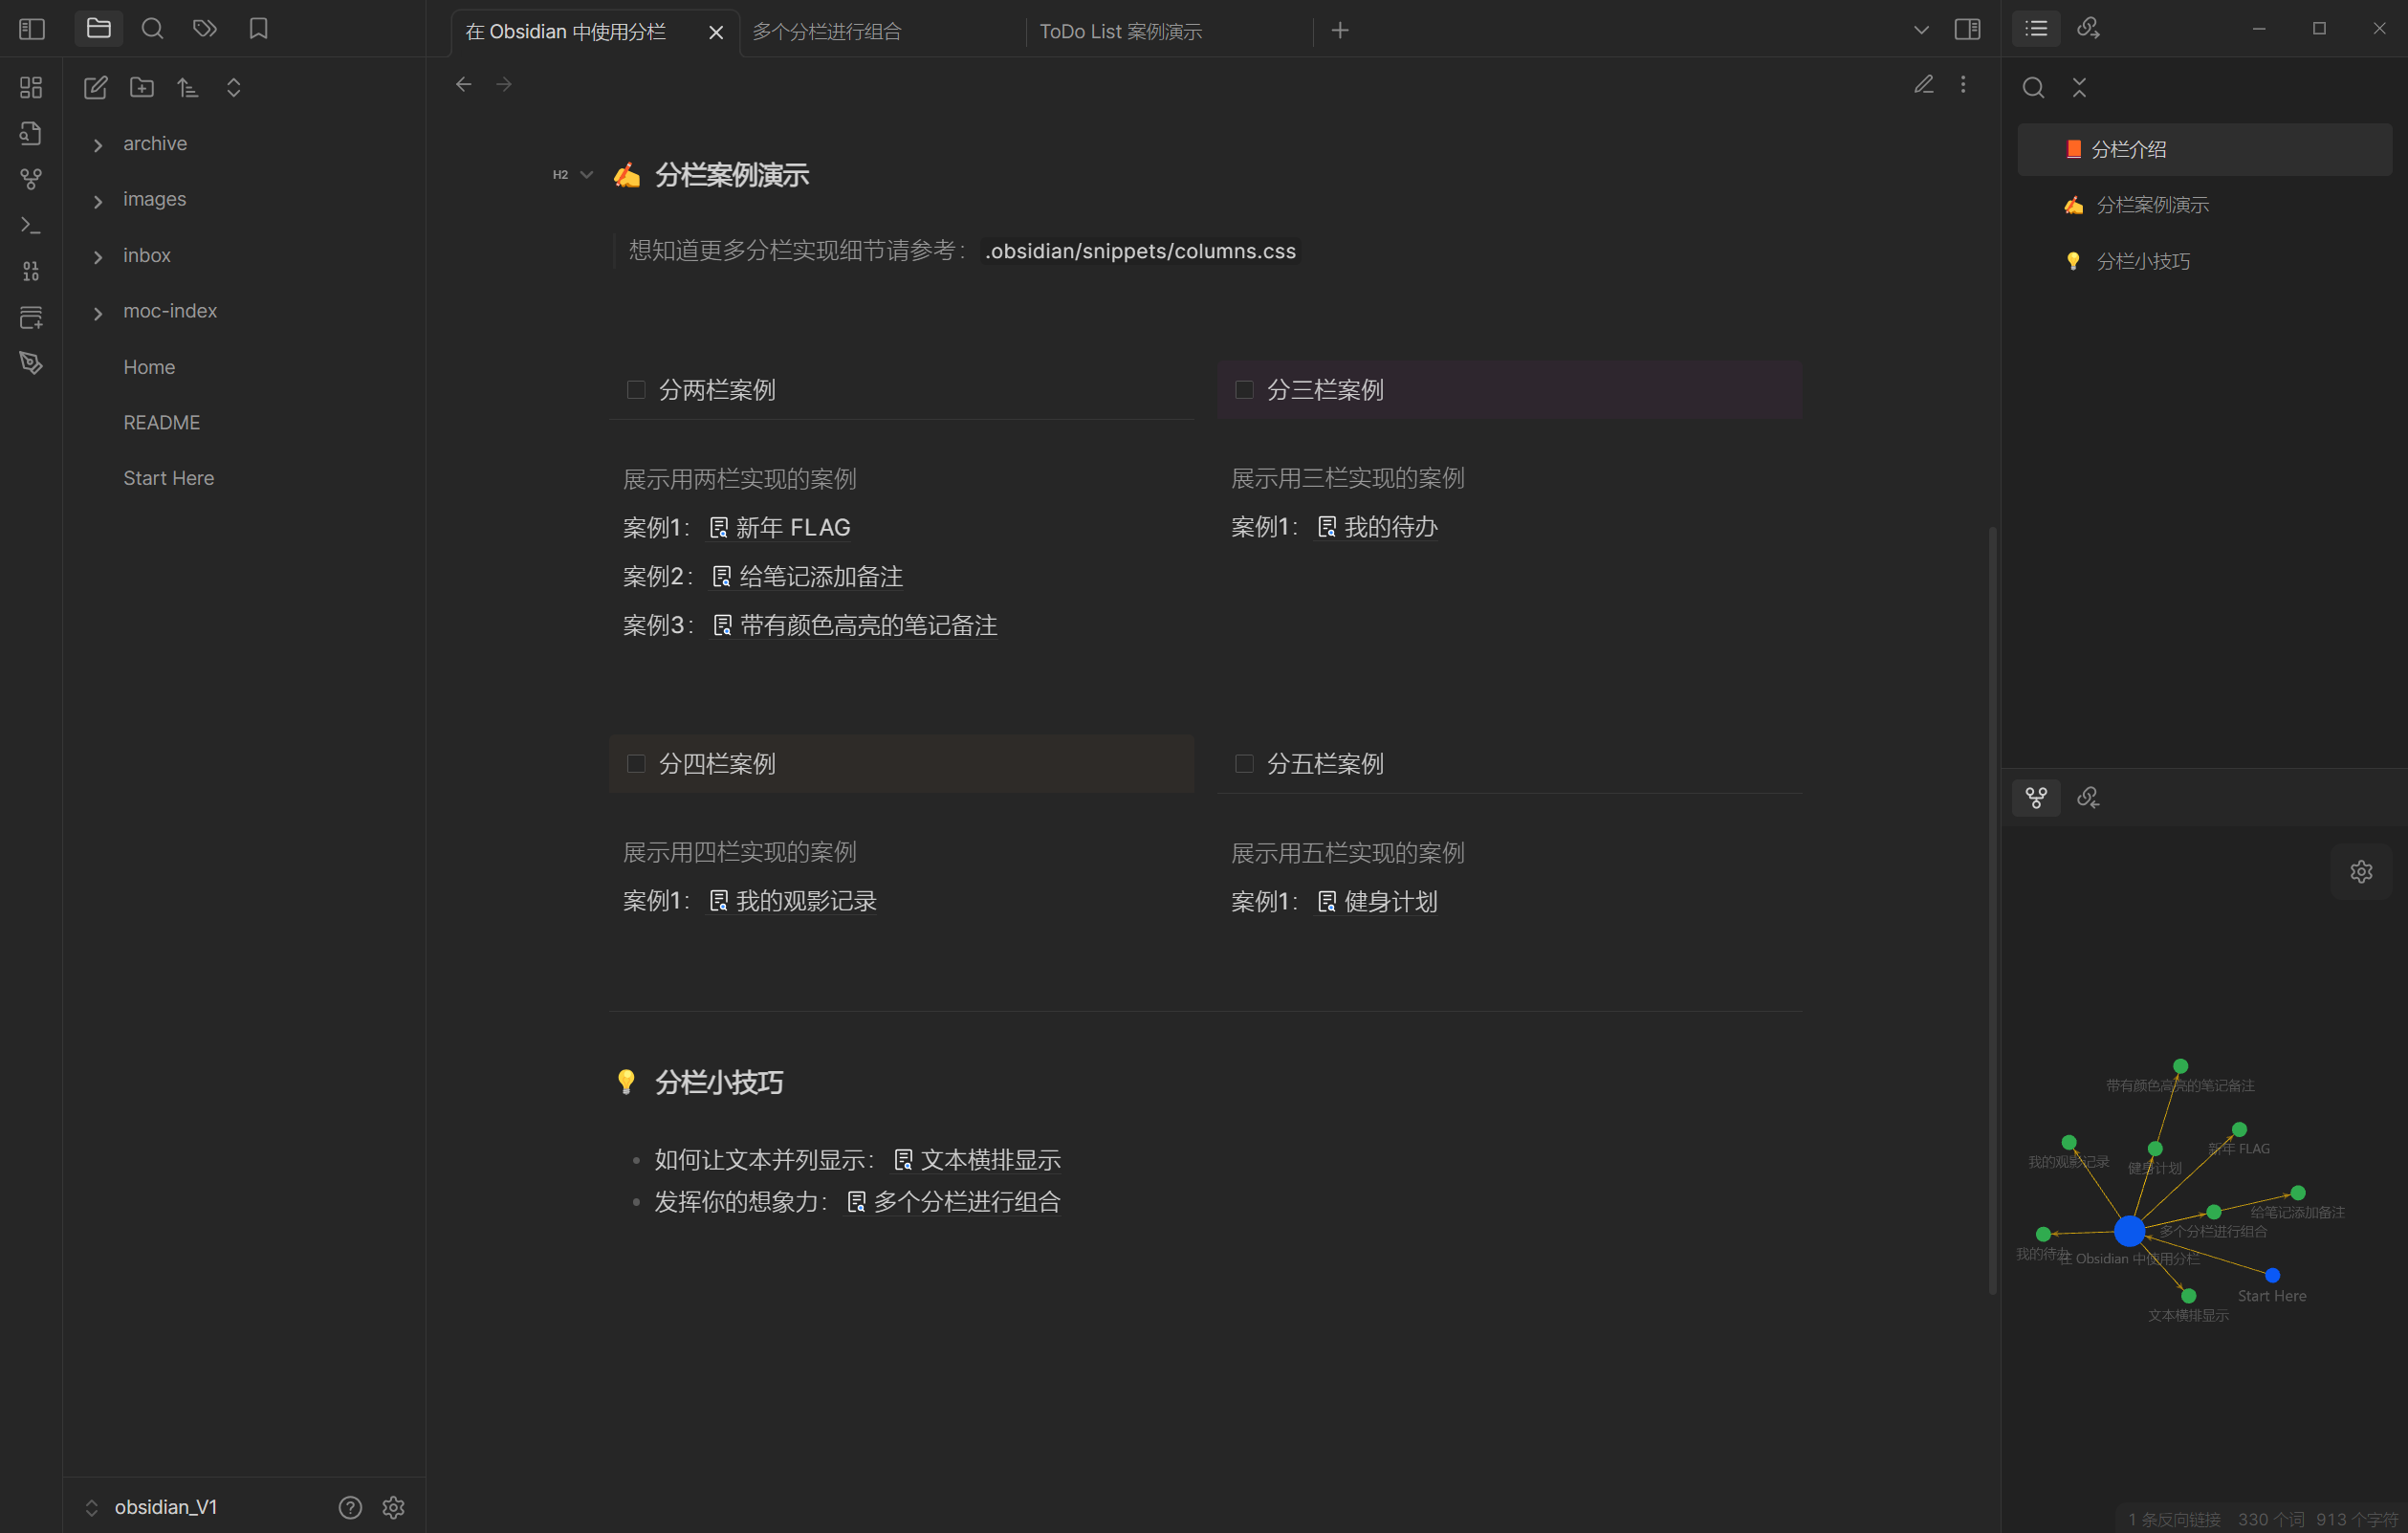 在 Obsidian 中使用分栏
多个分栏进行组合
ToDo List 案例演示
archive
images
inbox
moc-index
Home
README
Start Here
obsidian_V1
H2
✍ 分栏案例演示
想知道更多分栏实现细节请参考： .obsidian/snippets/columns.css
分两栏案例
展示用两栏实现的案例
案例1： 新年 FLAG
案例2： 给笔记添加备注
案例3： 带有颜色高亮的笔记备注
分三栏案例
展示用三栏实现的案例
案例1： 我的待办
分四栏案例
展示用四栏实现的案例
案例1： 我的观影记录
分五栏案例
展示用五栏实现的案例
案例1： 健身计划
💡 分栏小技巧
如何让文本并列显示： 文本横排显示
发挥你的想象力： 多个分栏进行组合
📕 分栏介绍
✍ 分栏案例演示
💡 分栏小技巧
带有颜色高亮的笔记备注
新年 FLAG
我的观影记录
健身计划
给笔记添加备注
多个分栏进行组合
我的待办
在 Obsidian 中使用分栏
Start Here
文本横排显示
1 条反向链接 330 个词 913 个字符